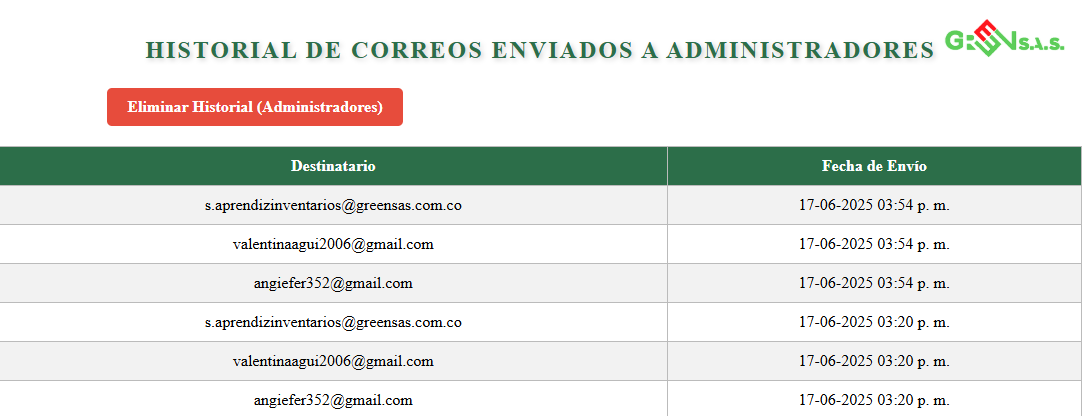 HISTORIAL DE CORREOS ENVIADOS A ADMINISTRADORES
GREEN S.A.S.
Eliminar Historial (Administradores)
Destinatario Fecha de Envío
s.aprendizinventarios@greensas.com.co 17-06-2025 03:54 p. m.
valentinaagui2006@gmail.com 17-06-2025 03:54 p. m.
angiefer352@gmail.com 17-06-2025 03:54 p. m.
s.aprendizinventarios@greensas.com.co 17-06-2025 03:20 p. m.
valentinaagui2006@gmail.com 17-06-2025 03:20 p. m.
angiefer352@gmail.com 17-06-2025 03:20 p. m.